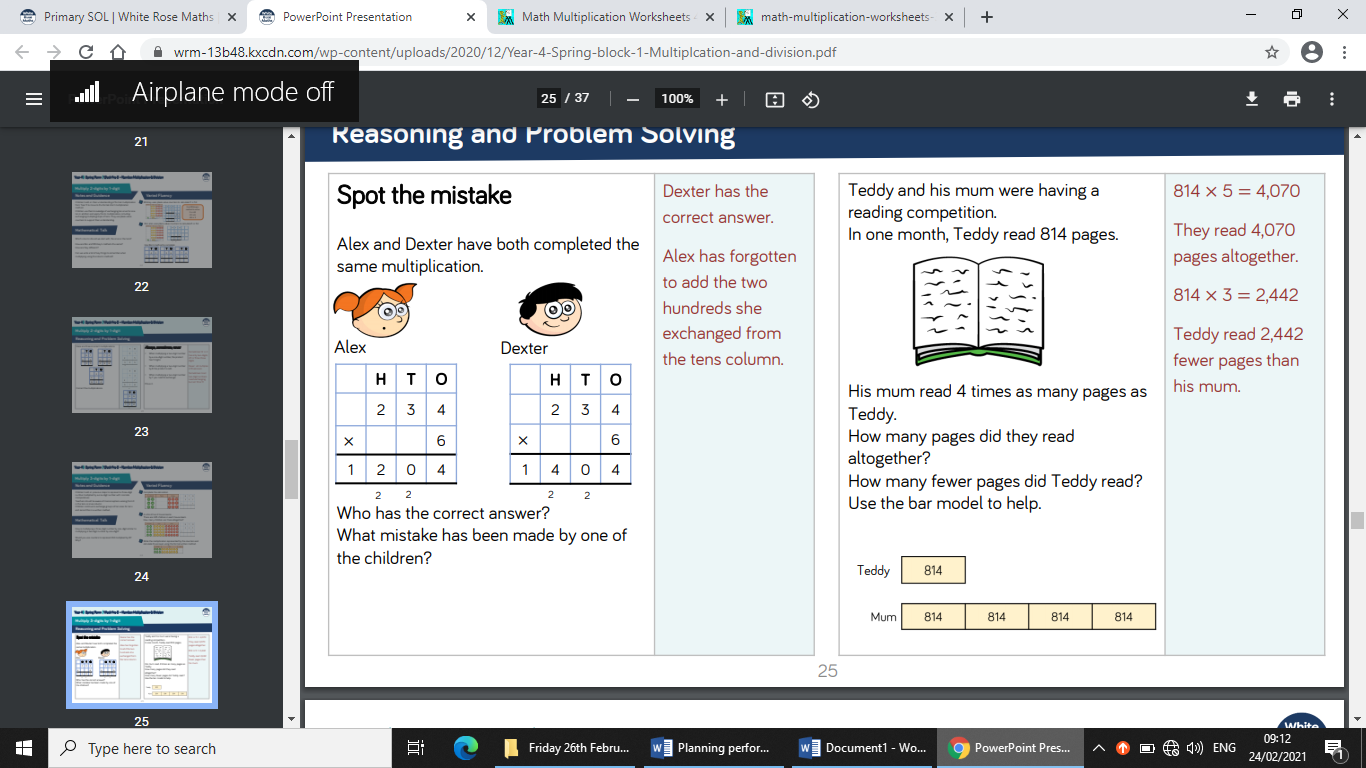 Primary SOL | White Rose Maths
PowerPoint Presentation
Math Multiplication Worksheets
math-multiplication-worksheets-
wrm-13b48.kxcdn.com/wp-content/uploads/2020/12/Year-4-Spring-block-1-Multiplcation-and-division.pdf
Airplane mode off
25 / 37
100%
21
22
23
24
25
Reasoning and Problem Solving
Spot the mistake
Alex and Dexter have both completed the
same multiplication.
Alex
Dexter
H T O
2 3 4
× 6
1 2 0 4
2 2
H T O
2 3 4
× 6
1 4 0 4
2 2
Who has the correct answer?
What mistake has been made by one of
the children?
Dexter has the
correct answer.
Alex has forgotten
to add the two
hundreds she
exchanged from
the tens column.
Teddy and his mum were having a
reading competition.
In one month, Teddy read 814 pages.
His mum read 4 times as many pages as
Teddy.
How many pages did they read
altogether?
How many fewer pages did Teddy read?
Use the bar model to help.
Teddy 814
Mum 814 814 814 814
814 × 5 = 4,070
They read 4,070
pages altogether.
814 × 3 = 2,442
Teddy read 2,442
fewer pages than
his mum.
25
White
Type here to search
Friday 26th Febru...
Planning perfor...
Document1 - Wo...
PowerPoint Pres...
ENG
09:12
24/02/2021
1